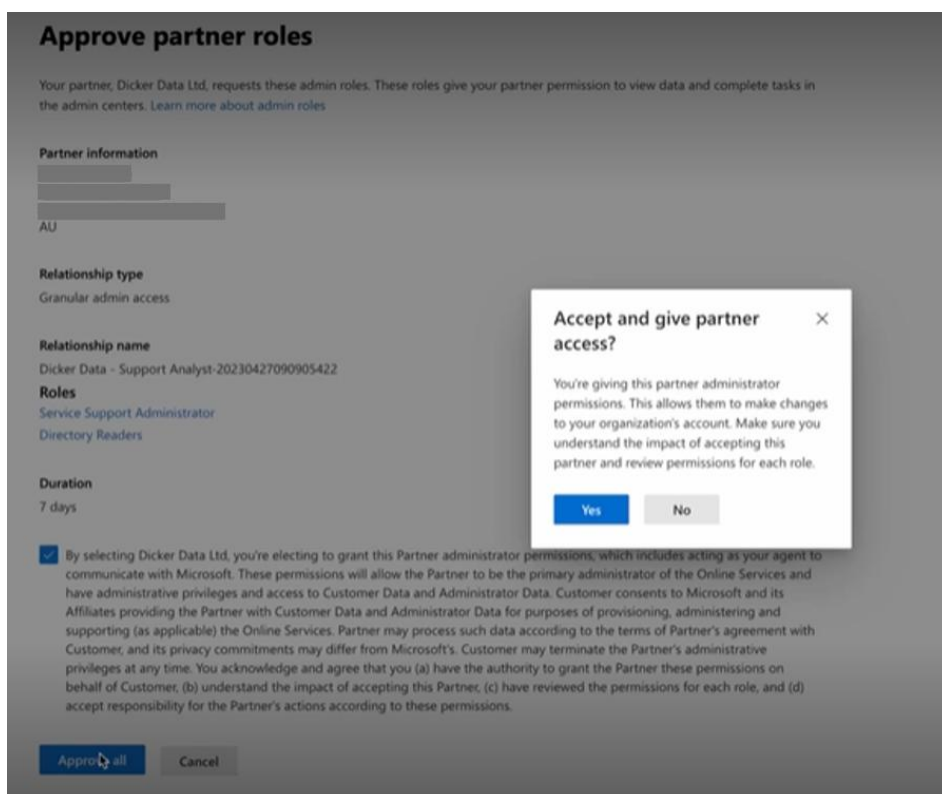 Approve partner roles
Your partner, Dicker Data Ltd, requests these admin roles. These roles give your partner permission to view data and complete tasks in
the admin centers. Learn more about admin roles
Partner information
AU
Relationship type
Granular admin access
Relationship name
Dicker Data - Support Analyst-20230427090905422
Roles
Service Support Administrator
Directory Readers
Duration
7 days
By selecting Dicker Data Ltd, you're electing to grant this Partner administrator permissions, which includes acting as your agent to
communicate with Microsoft. These permissions will allow the Partner to be the primary administrator of the Online Services and
have administrative privileges and access to Customer Data and Administrator Data. Customer consents to Microsoft and its
Affiliates providing the Partner with Customer Data and Administrator Data for purposes of provisioning, administering and
supporting (as applicable) the Online Services. Partner may process such data according to the terms of Partner's agreement with
Customer, and its privacy commitments may differ from Microsoft's. Customer may terminate the Partner's administrative
privileges at any time. You acknowledge and agree that you (a) have the authority to grant the Partner these permissions on
behalf of Customer, (b) understand the impact of accepting this Partner, (c) have reviewed the permissions for each role, and (d)
accept responsibility for the Partner's actions according to these permissions.
Approve all
Cancel
Accept and give partner
access?
You're giving this partner administrator
permissions. This allows them to make changes
to your organization's account. Make sure you
understand the impact of accepting this
partner and review permissions for each role.
Yes
No